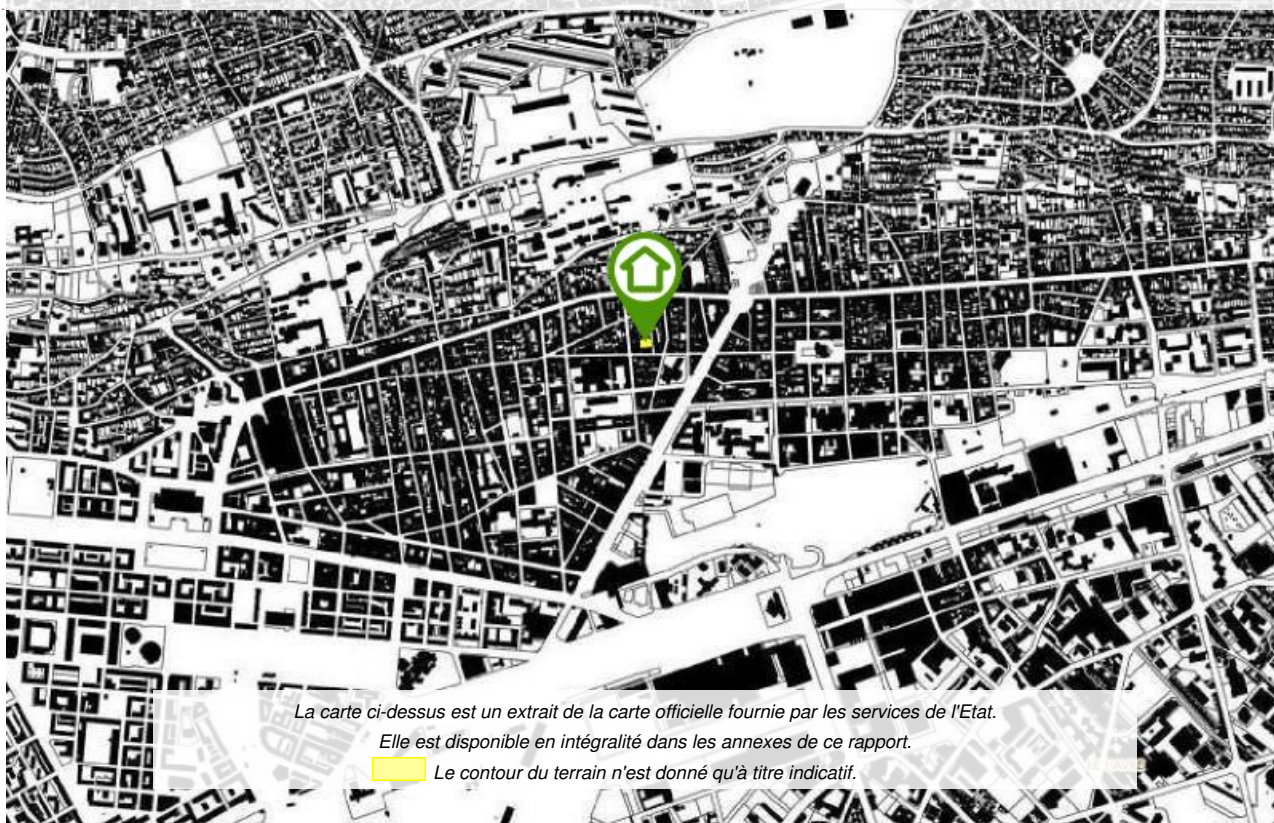 La carte ci-dessus est un extrait de la carte officielle fournie par les services de l'Etat.
Elle est disponible en intégralité dans les annexes de ce rapport.
Le contour du terrain n'est donné qu'à titre indicatif.